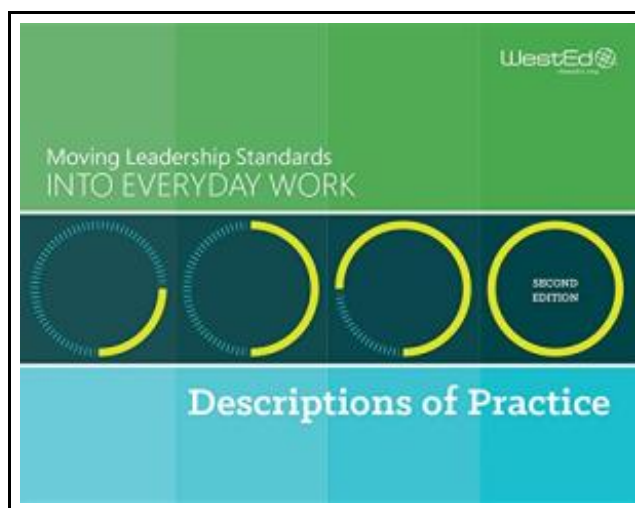 WestEd
Moving Leadership Standards
INTO EVERYDAY WORK
SECOND
EDITION
Descriptions of Practice